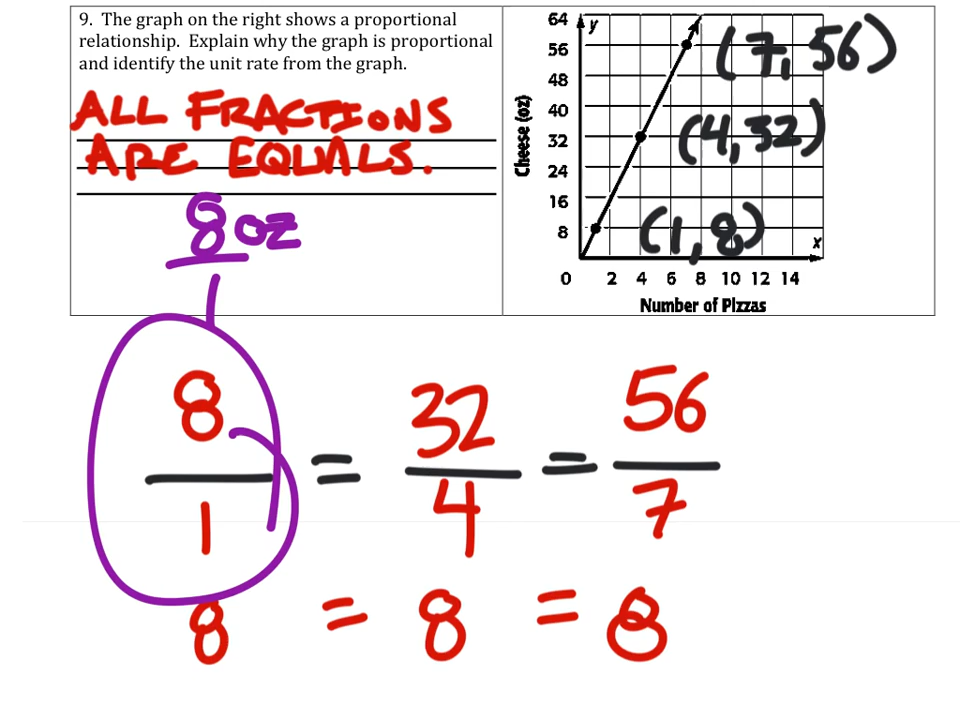 9. The graph on the right shows a proportional
relationship. Explain why the graph is proportional
and identify the unit rate from the graph.
ALL FRACTIONS
ARE EQUALS.
8 oz
1
64 y
56 (7, 56)
48
40
32 (4, 32)
24
16
8 (1, 8)
x
0 2 4 6 8 10 12 14
Cheese (oz)
Number of Pizzas
8/1 = 32/4 = 56/7
8 = 8 = 8